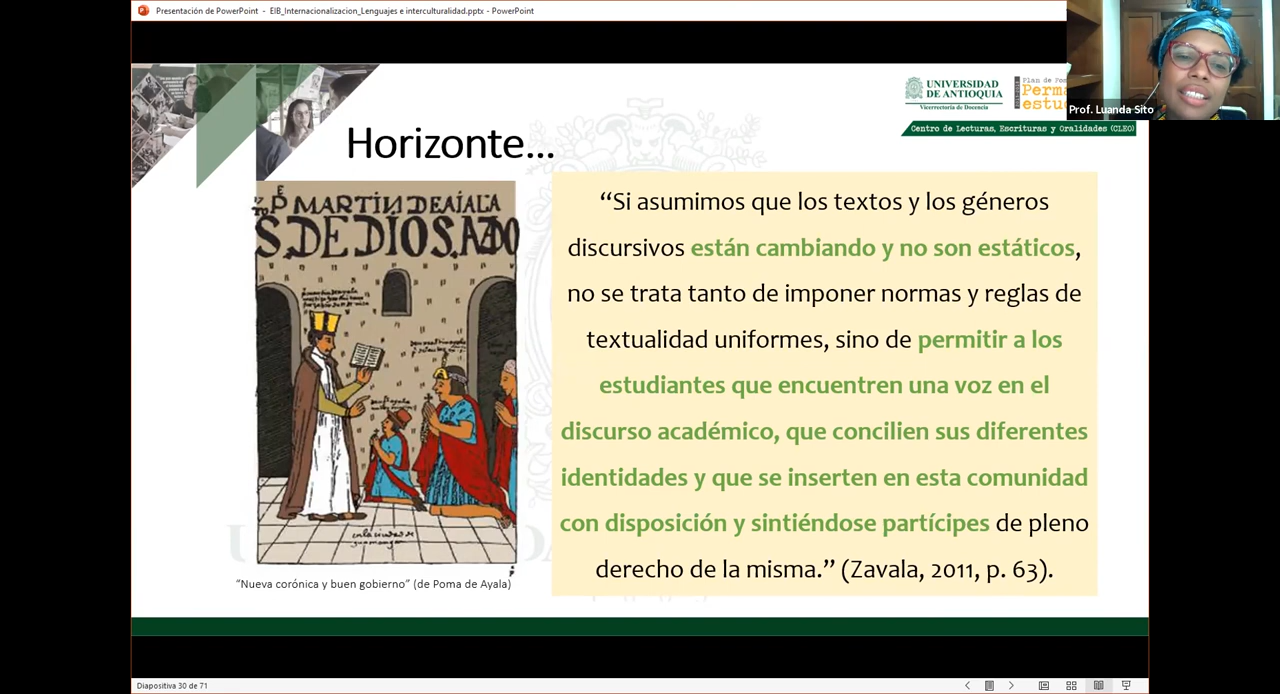 Presentación de PowerPoint - EIB_Internacionalizacion_Lenguajes e interculturalidad.pptx - PowerPoint
UNIVERSIDAD
DE ANTIOQUIA
Vicerrectoría de Docencia
Plan de
Perma
estu
Prof. Luanda Sito
Centro de Lecturas, Escrituras y Oralidades (CLEO)
Horizonte...
P MARTÍN DE AIALA
S. DE DIOS.
“Si asumimos que los textos y los géneros
discursivos están cambiando y no son estáticos,
no se trata tanto de imponer normas y reglas de
textualidad uniformes, sino de permitir a los
estudiantes que encuentren una voz en el
discurso académico, que concilien sus diferentes
identidades y que se inserten en esta comunidad
con disposición y sintiéndose partícipes de pleno
derecho de la misma.” (Zavala, 2011, p. 63).
“Nueva corónica y buen gobierno” (de Poma de Ayala)
Diapositiva 30 de 71